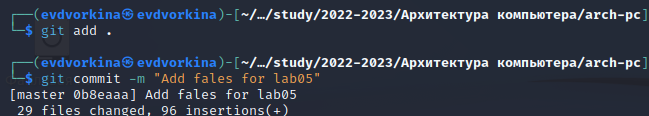 ┌──(evdvorkina㉿evdvorkina)-[~/…/study/2022-2023/Архитектура компьютера/arch-pc]
└─$ git add .
┌──(evdvorkina㉿evdvorkina)-[~/…/study/2022-2023/Архитектура компьютера/arch-pc]
└─$ git commit -m "Add fales for lab05"
[master 0b8eaaa] Add fales for lab05
 29 files changed, 96 insertions(+)